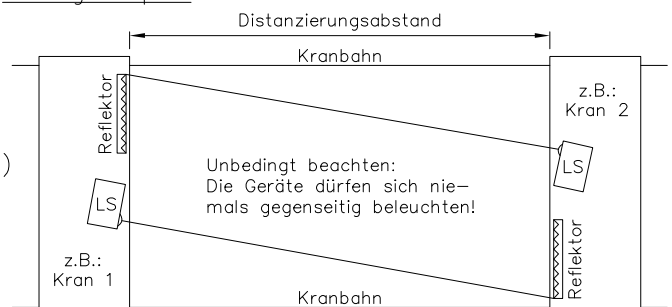 Distanzierungsabstand
Kranbahn
Reflektor
z.B.:
Kran 2
LS
)
Unbedingt beachten:
Die Geräte dürfen sich nie–
mals gegenseitig beleuchten!
LS
z.B.:
Kran 1
Reflektor
Kranbahn